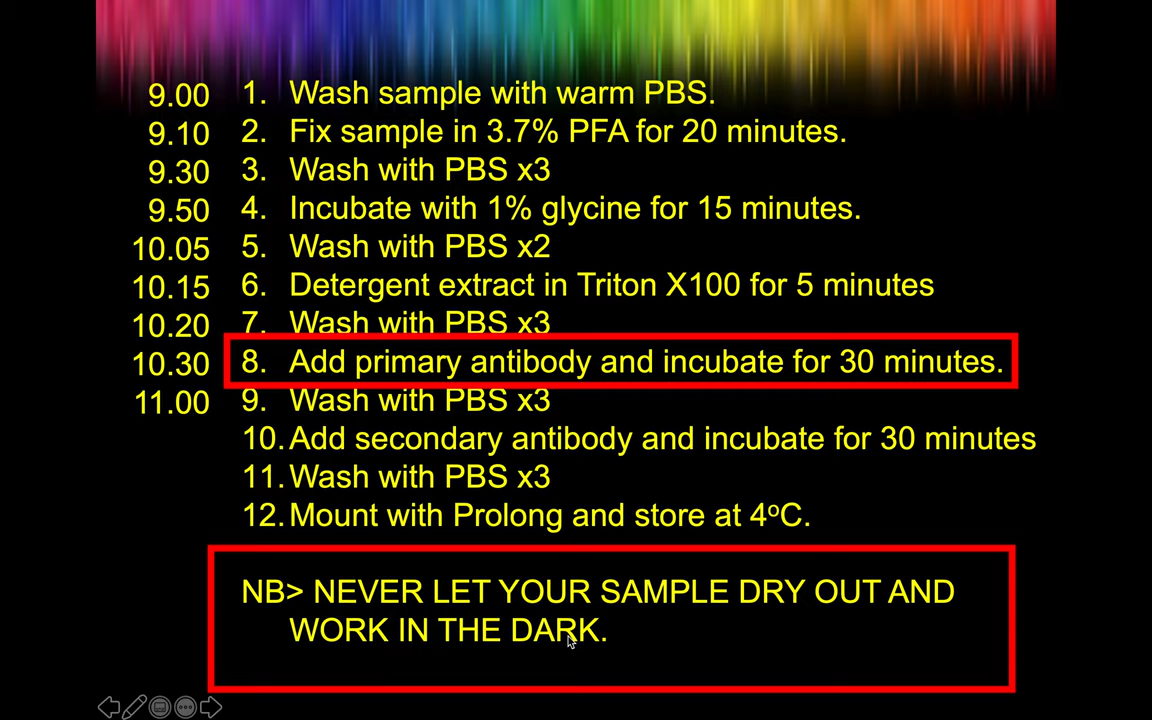 9.00 1. Wash sample with warm PBS.
9.10 2. Fix sample in 3.7% PFA for 20 minutes.
9.30 3. Wash with PBS x3
9.50 4. Incubate with 1% glycine for 15 minutes.
10.05 5. Wash with PBS x2
10.15 6. Detergent extract in Triton X100 for 5 minutes
10.20 7. Wash with PBS x3
10.30 8. Add primary antibody and incubate for 30 minutes.
11.00 9. Wash with PBS x3
10. Add secondary antibody and incubate for 30 minutes
11. Wash with PBS x3
12. Mount with Prolong and store at 4ºC.
NB> NEVER LET YOUR SAMPLE DRY OUT AND
WORK IN THE DARK.